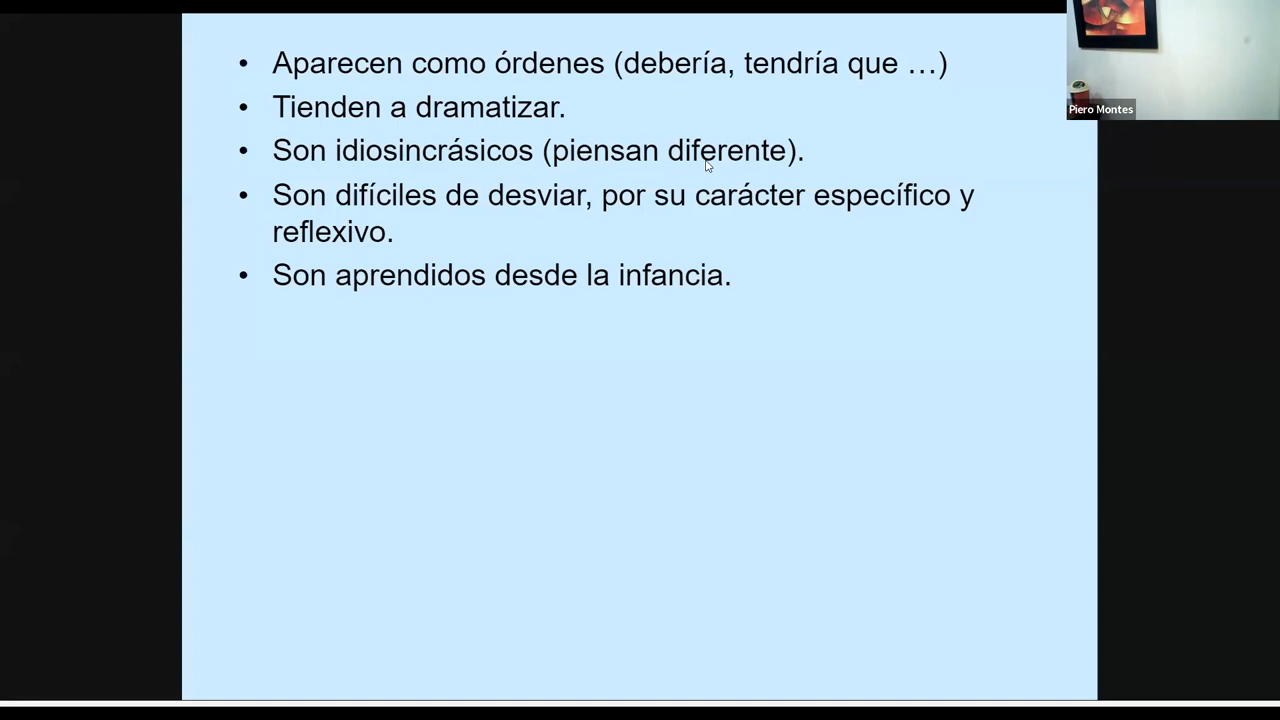 • Aparecen como órdenes (debería, tendría que …)
• Tienden a dramatizar.
• Son idiosincrásicos (piensan diferente).
• Son difíciles de desviar, por su carácter específico y
reflexivo.
• Son aprendidos desde la infancia.
Piero Montes